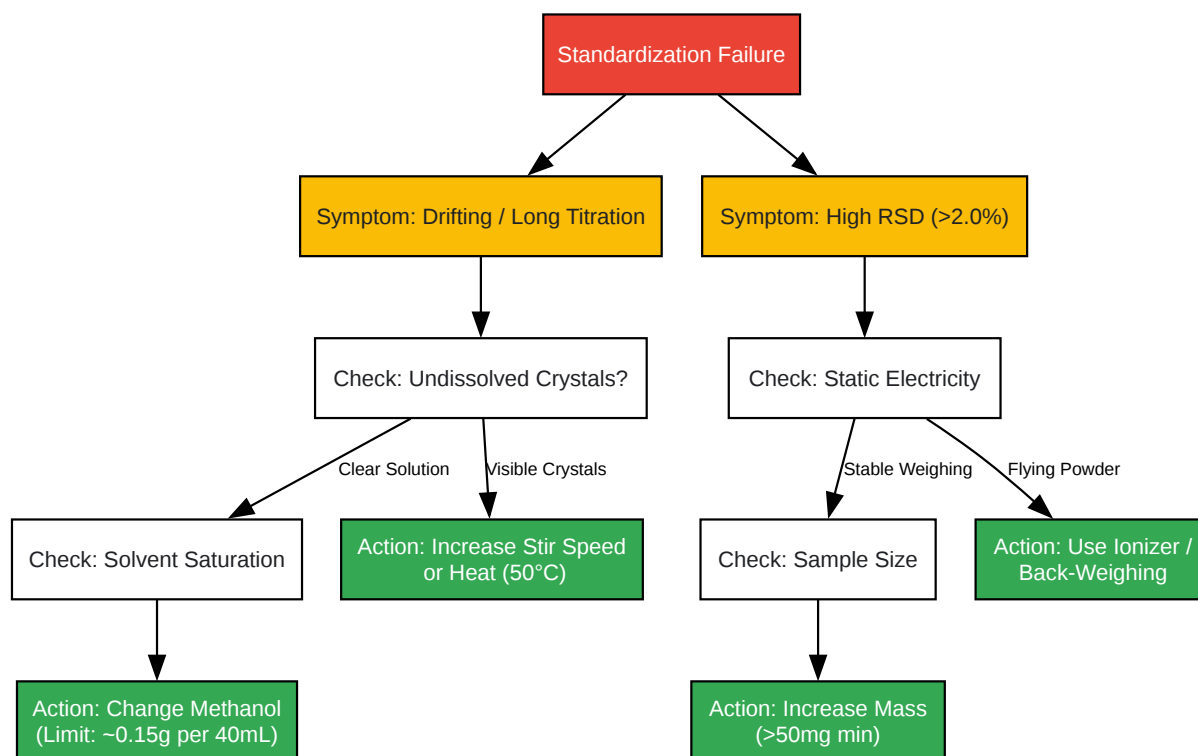 Standardization Failure
Symptom: Drifting / Long Titration
Symptom: High RSD (>2.0%)
Check: Undissolved Crystals?
Check: Static Electricity
Clear Solution
Visible Crystals
Stable Weighing
Flying Powder
Check: Solvent Saturation
Action: Increase Stir Speed
or Heat (50°C)
Check: Sample Size
Action: Use Ionizer /
Back-Weighing
Action: Change Methanol
(Limit: ~0.15g per 40mL)
Action: Increase Mass
(>50mg min)